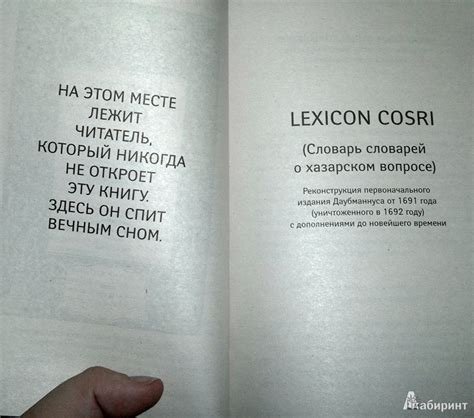 НА ЭТОМ МЕСТЕ
ЛЕЖИТ
ЧИТАТЕЛЬ,
КОТОРЫЙ НИКОГДА
НЕ ОТКРОЕТ
ЭТУ КНИГУ.
ЗДЕСЬ ОН СПИТ
ВЕЧНЫМ СНОМ.
LEXICON COSRI
(Словарь словарей
о хазарском вопросе)
Реконструкция первоначального
издания Даубманнуса от 1691 года
(уничтоженного в 1692 году)
с дополнениями до новейшего времени
Лабиринт